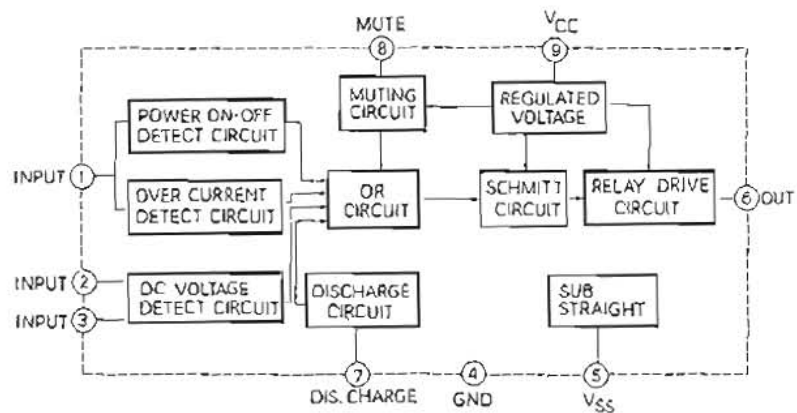 MUTE
VCC
8
9
MUTING
CIRCUIT
REGULATED
VOLTAGE
POWER ON-OFF
DETECT CIRCUIT
INPUT 1
OVER CURRENT
DETECT CIRCUIT
OR
CIRCUIT
SCHMITT
CIRCUIT
RELAY DRIVE
CIRCUIT
6 OUT
INPUT 2
INPUT 3
DC VOLTAGE
DETECT CIRCUIT
DISCHARGE
CIRCUIT
SUB
STRAIGHT
7
4
5
DIS. CHARGE
GND
VSS